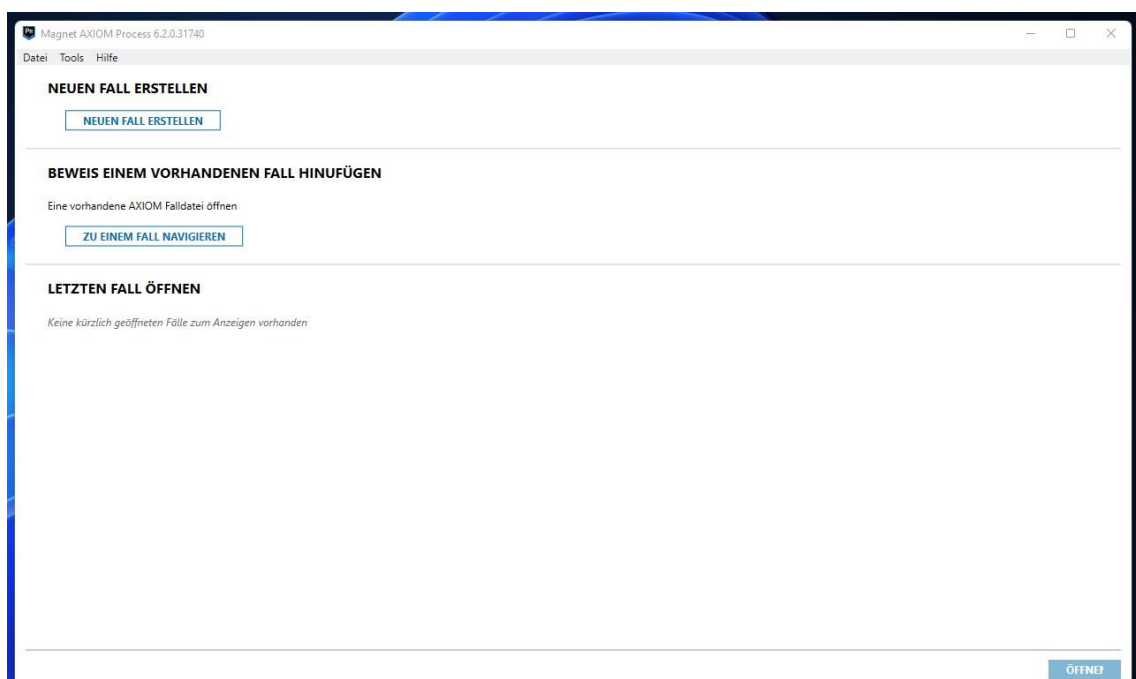 Magnet AXIOM Process 6.2.0.31740
Datei Tools Hilfe
NEUEN FALL ERSTELLEN
NEUEN FALL ERSTELLEN
BEWEIS EINEM VORHANDENEN FALL HINUFÜGEN
Eine vorhandene AXIOM Falldatei öffnen
ZU EINEM FALL NAVIGIEREN
LETZTEN FALL ÖFFNEN
Keine kürzlich geöffneten Fälle zum Anzeigen vorhanden